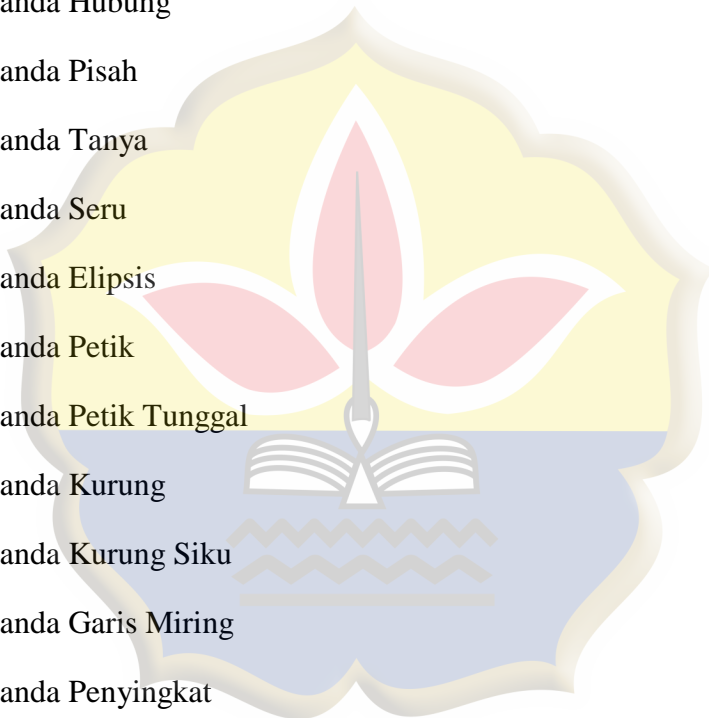 anda Hubung
anda Pisah
anda Tanya
anda Seru
anda Elipsis
anda Petik
anda Petik Tunggal
anda Kurung
anda Kurung Siku
anda Garis Miring
anda Penyingkat